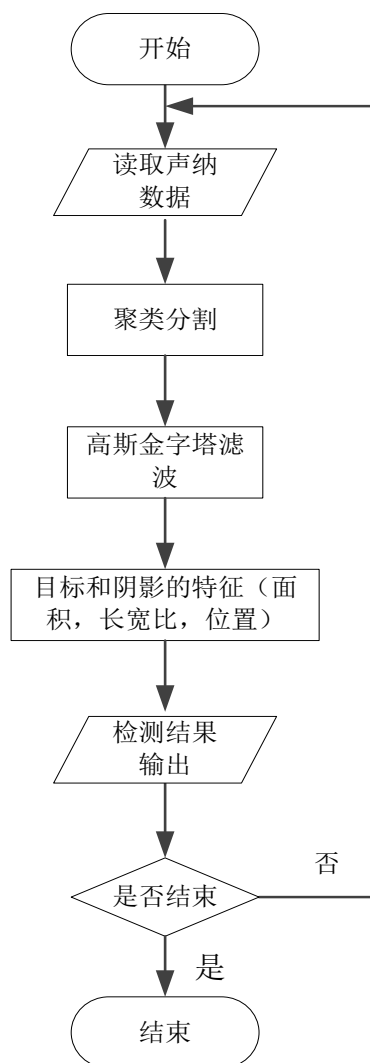 开始
读取声纳
数据
聚类分割
高斯金字塔滤
波
目标和阴影的特征（面
积，长宽比，位置）
检测结果
输出
是否结束
否
是
结束